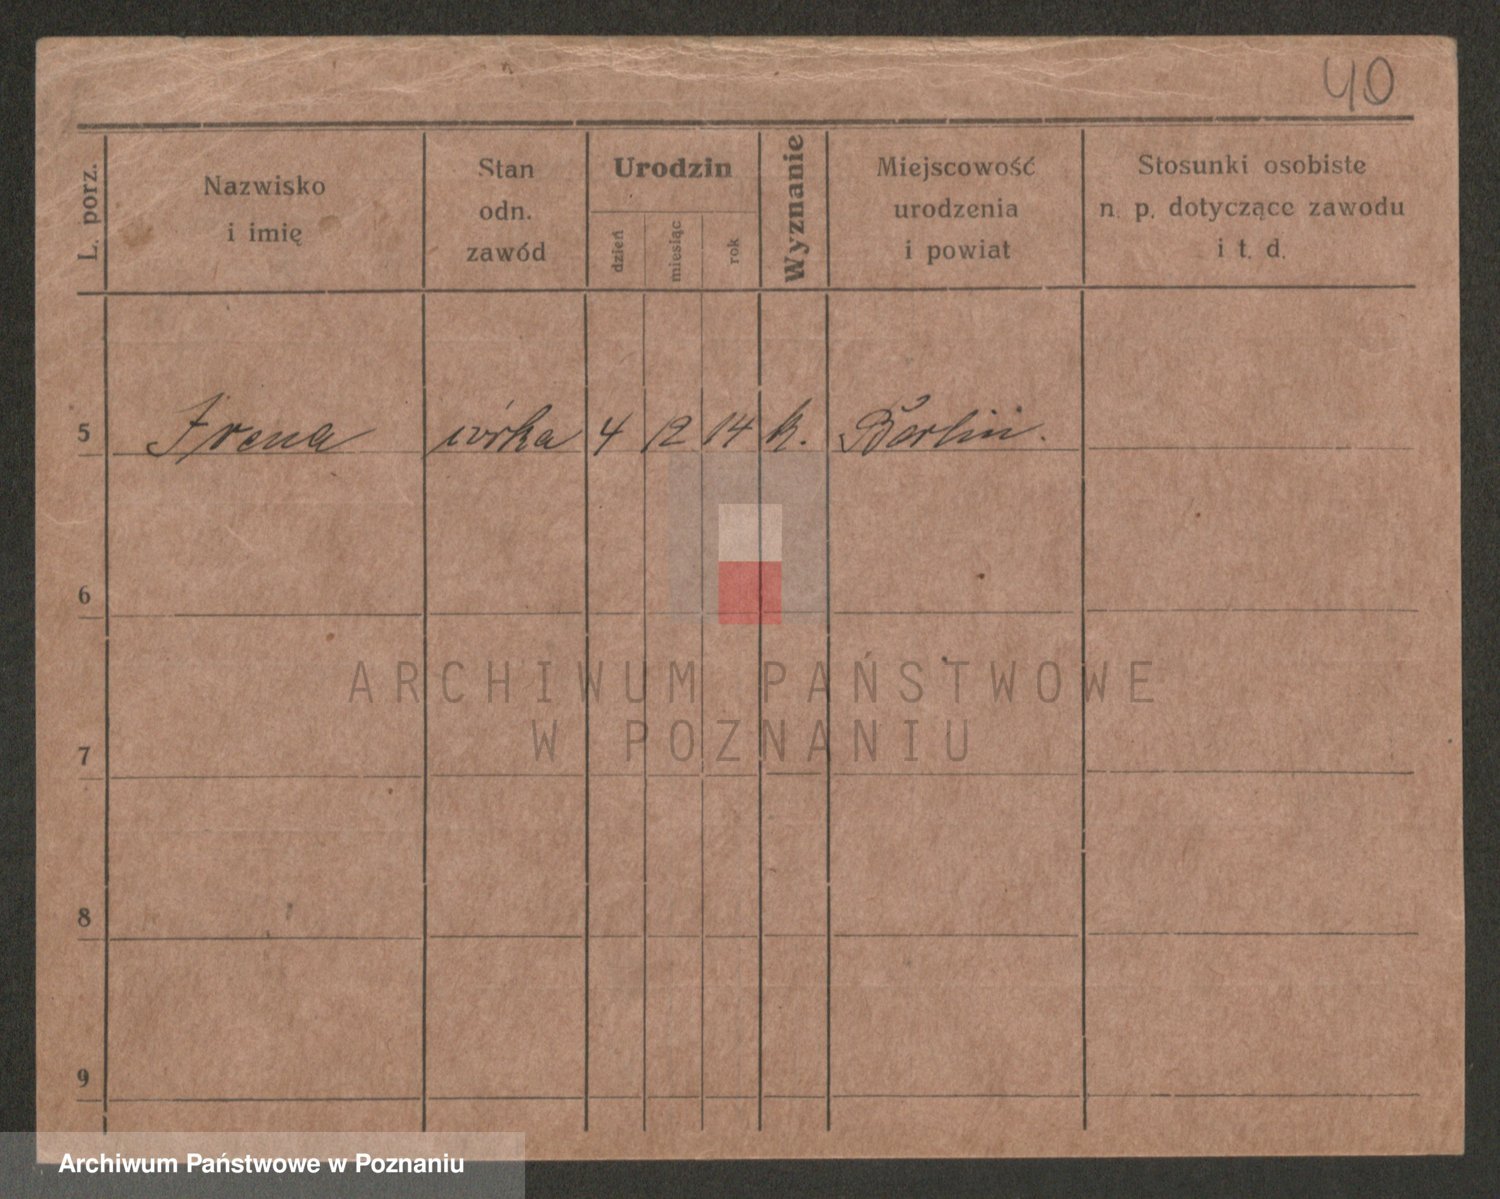 40
L. porz.
Nazwisko
i imię
Stan
odn.
zawód
Urodzin
dzień
miesiąc
rok
Wyznanie
Miejscowość
urodzenia
i powiat
Stosunki osobiste
n. p. dotyczące zawodu
i t. d.
5 Irena córka 4 12 14 k. Berlin.
6
7
8
9
ARCHIWUM PAŃSTWOWE
W POZNANIU
Archiwum Państwowe w Poznaniu